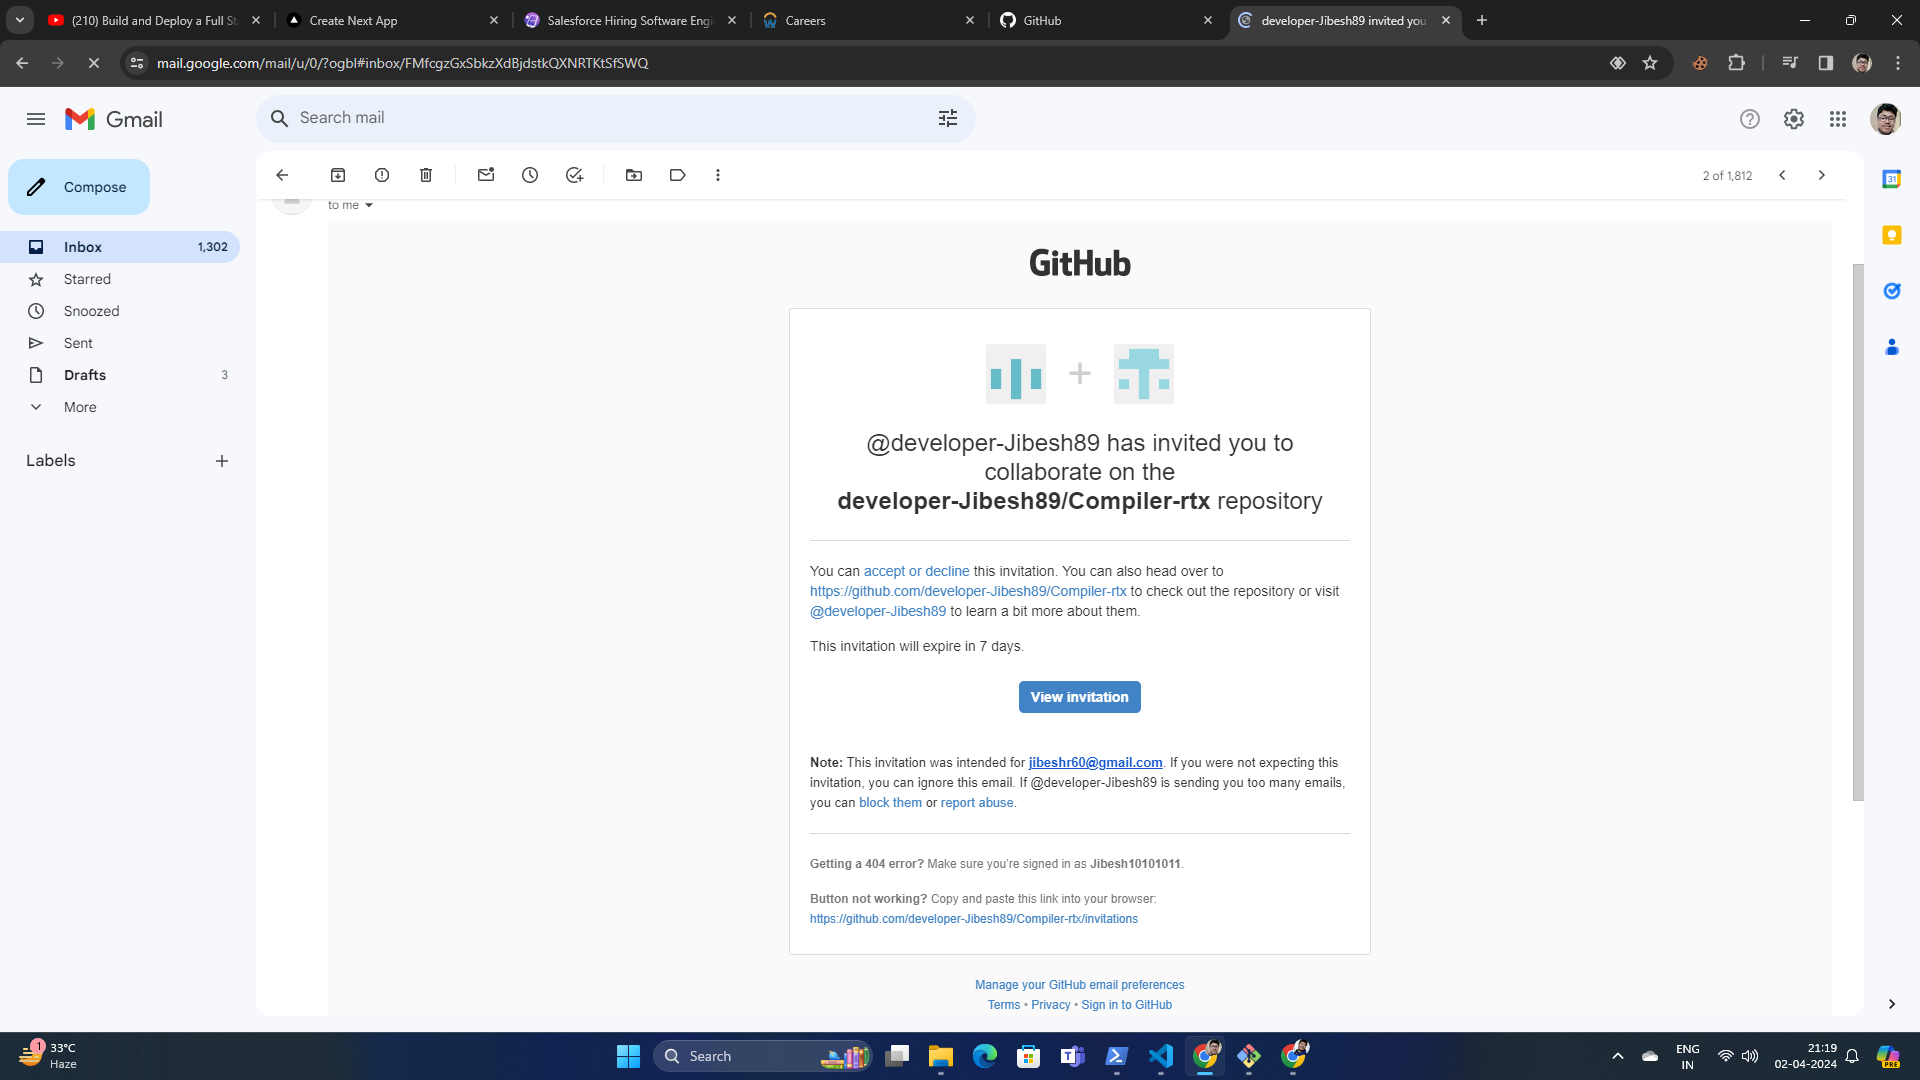 (210) Build and Deploy a Full St
Create Next App
Salesforce Hiring Software Engi
Careers
GitHub
developer-Jibesh89 invited you
mail.google.com/mail/u/0/?ogbl#inbox/FMfcgzGxSbkzXdBjdstkQXNRTKtSfSWQ
Gmail
Search mail
Compose
2 of 1,812
31
to me
Inbox 1,302
Starred
Snoozed
Sent
Drafts 3
More
Labels
GitHub
@developer-Jibesh89 has invited you to
collaborate on the
developer-Jibesh89/Compiler-rtx repository
You can accept or decline this invitation. You can also head over to
https://github.com/developer-Jibesh89/Compiler-rtx to check out the repository or visit
@developer-Jibesh89 to learn a bit more about them.
This invitation will expire in 7 days.
View invitation
Note: This invitation was intended for jibeshr60@gmail.com. If you were not expecting this
invitation, you can ignore this email. If @developer-Jibesh89 is sending you too many emails,
you can block them or report abuse.
Getting a 404 error? Make sure you're signed in as Jibesh10101011.
Button not working? Copy and paste this link into your browser:
https://github.com/developer-Jibesh89/Compiler-rtx/invitations
Manage your GitHub email preferences
Terms • Privacy • Sign in to GitHub
1
33°C
Haze
Search
ENG
IN
21:19
02-04-2024
PRE